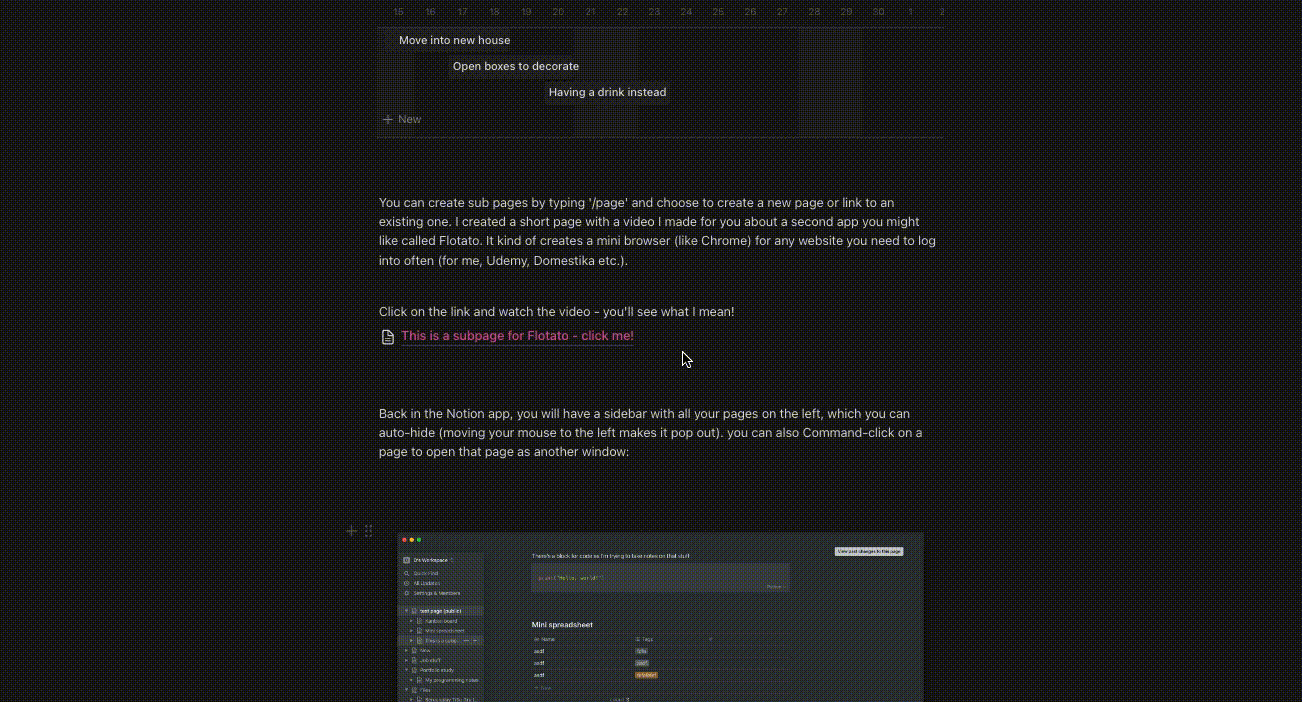 15 16 17 18 19 20 21 22 23 24 25 26 27 28 29 30 1 2
Move into new house
Open boxes to decorate
Having a drink instead
New
You can create sub pages by typing '/page' and choose to create a new page or link to an
existing one. I created a short page with a video I made for you about a second app you might
like called Flotato. It kind of creates a mini browser (like Chrome) for any website you need to log
into often (for me, Udemy, Domestika etc.).
Click on the link and watch the video - you'll see what I mean!
This is a subpage for Flotato - click me!
Back in the Notion app, you will have a sidebar with all your pages on the left, which you can
auto-hide (moving your mouse to the left makes it pop out). you can also Command-click on a
page to open that page as another window:
Workspace
Quick Find
All Updates
Settings & Members
test page (public)
Kanban board
Mini spreadsheet
New
Job stuff
Portfolio study
My programming notes
Files
There's a block for code as I'm trying to take notes on that stuff
View past changes to this page
print("Hello, world!")
Mini spreadsheet
Name Tags
asdf
asdf
asdf
New